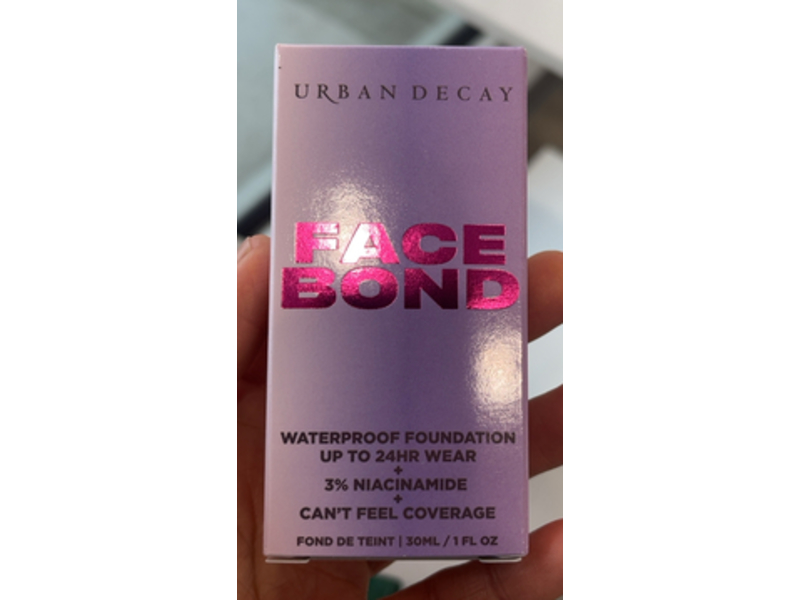 URBAN DECAY
FACE
BOND
WATERPROOF FOUNDATION
UP TO 24HR WEAR
+
3% NIACINAMIDE
+
CAN'T FEEL COVERAGE
FOND DE TEINT | 30ML / 1 FL OZ